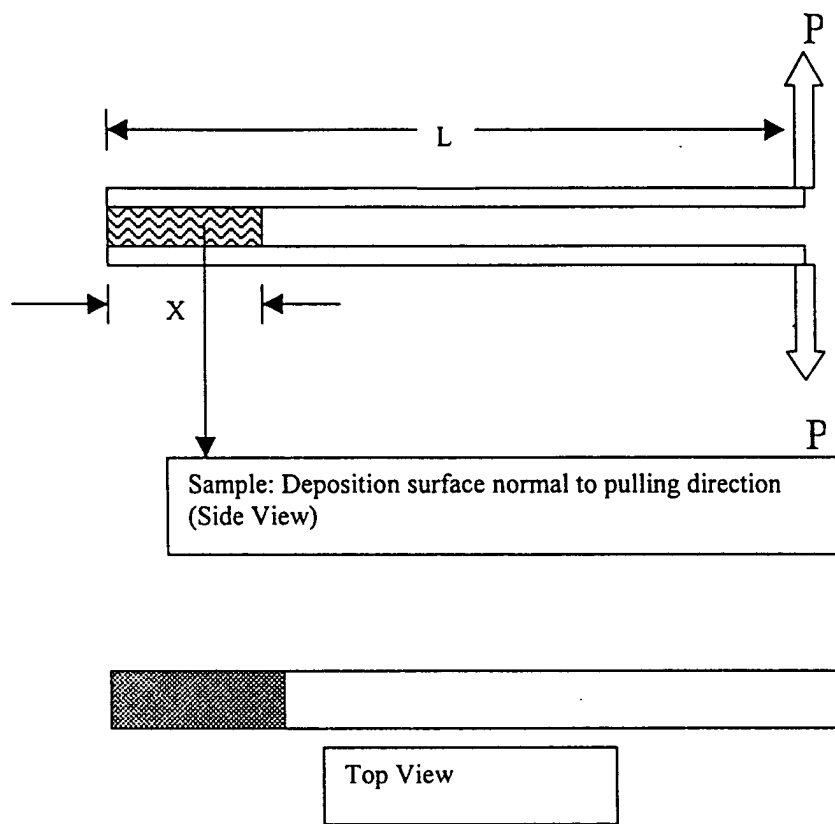 P
L
X
P
Sample: Deposition surface normal to pulling direction
(Side View)
Top View